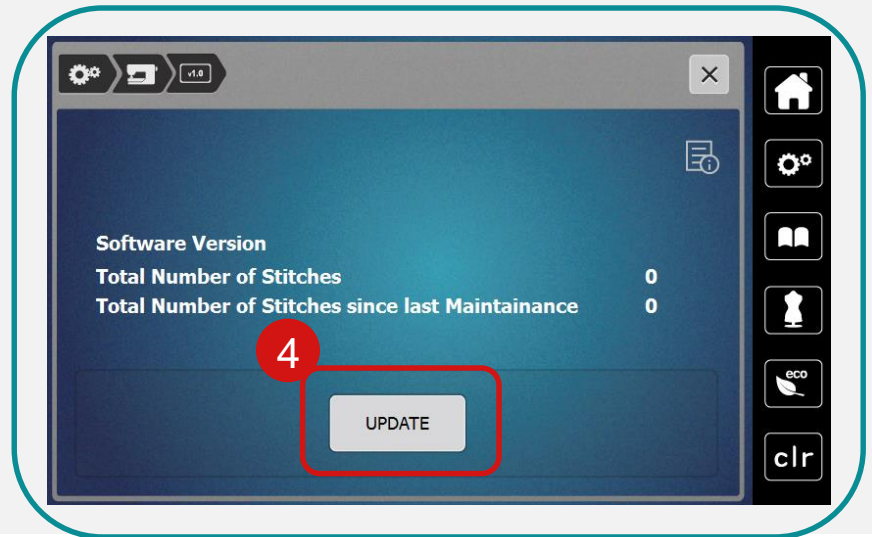 v1.0
Software Version
Total Number of Stitches 0
Total Number of Stitches since last Maintainance 0
4
UPDATE
eco
clr